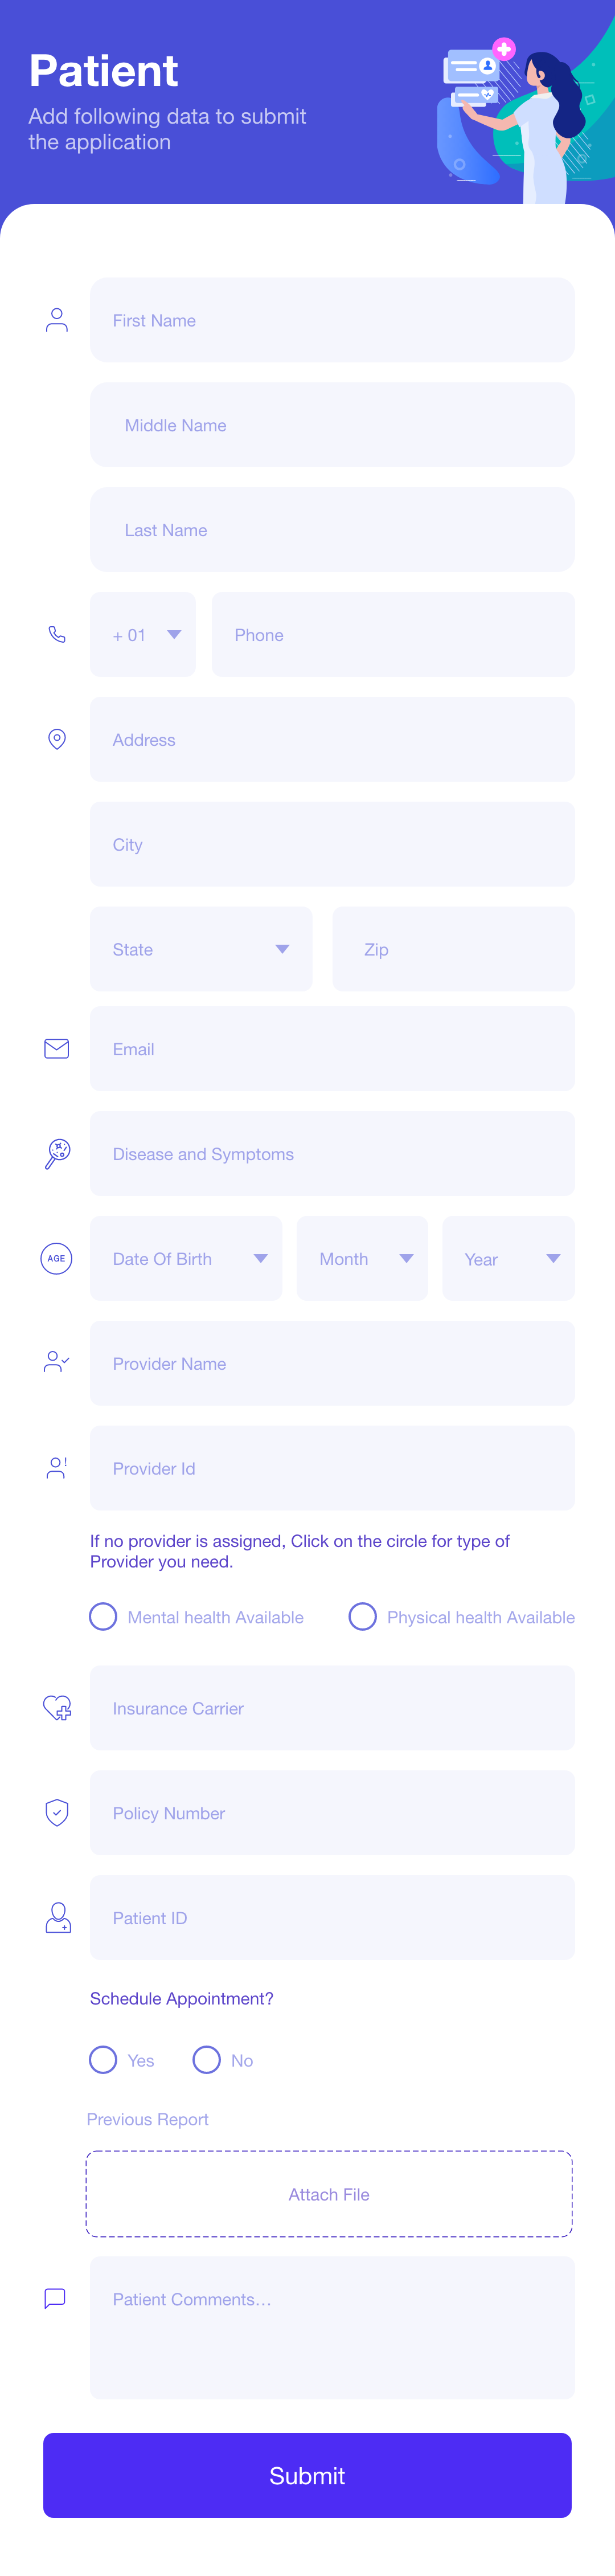 Patient
Add following data to submit
the application
First Name
Middle Name
Last Name
+ 01
Phone
Address
City
State
Zip
Email
Disease and Symptoms
AGE
Date Of Birth
Month
Year
Provider Name
Provider Id
If no provider is assigned, Click on the circle for type of
Provider you need.
Mental health Available
Physical health Available
Insurance Carrier
Policy Number
Patient ID
Schedule Appointment?
Yes
No
Previous Report
Attach File
Patient Comments...
Submit